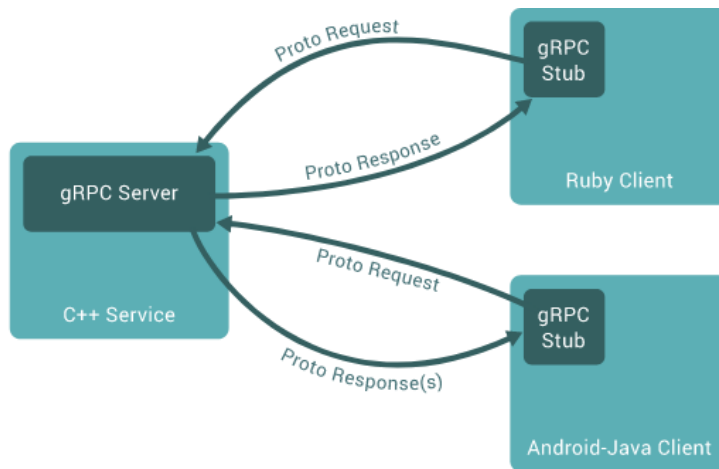 Proto Request
gRPC
Stub
Proto Response
Ruby Client
gRPC Server
Proto Request
C++ Service
gRPC
Stub
Proto Response(s)
Android-Java Client